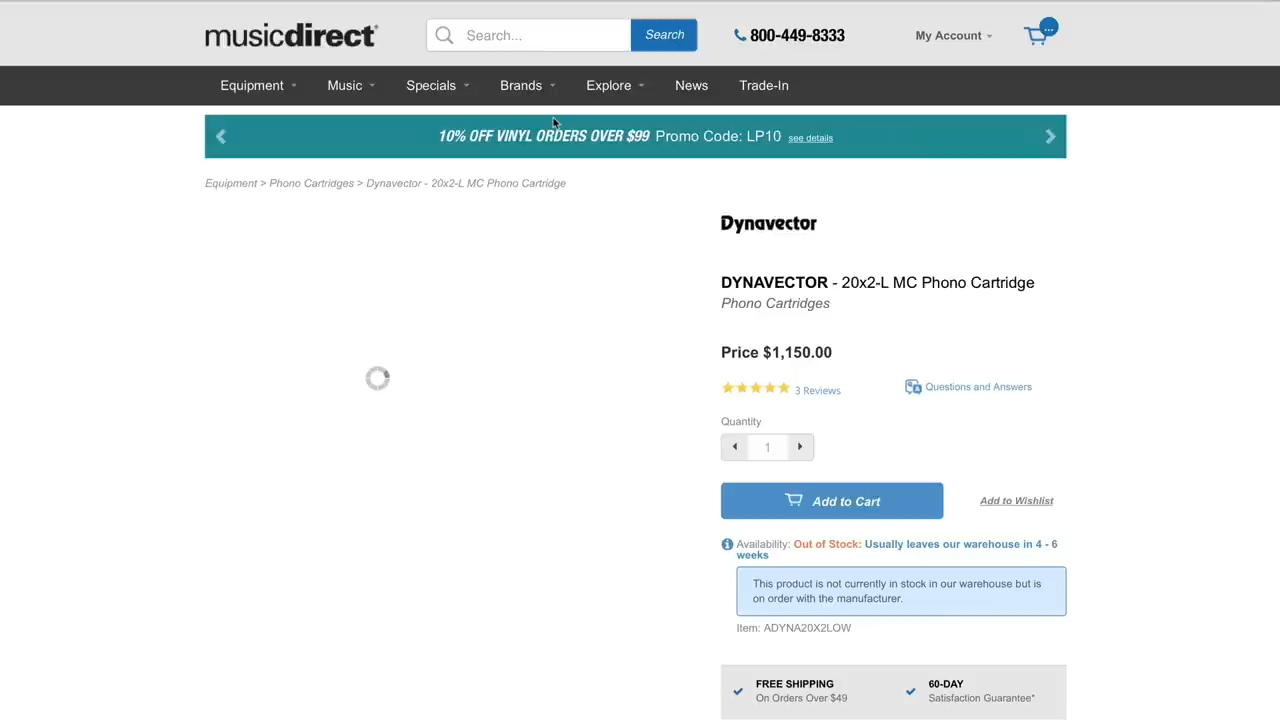 musicdirect
Search...
Search
800-449-8333
My Account
...
Equipment
Music
Specials
Brands
Explore
News
Trade-In
10% OFF VINYL ORDERS OVER $99 Promo Code: LP10 see details
Equipment > Phono Cartridges > Dynavector - 20x2-L MC Phono Cartridge
Dynavector
DYNAVECTOR - 20x2-L MC Phono Cartridge
Phono Cartridges
Price $1,150.00
3 Reviews
Questions and Answers
Quantity
1
Add to Cart
Add to Wishlist
Availability: Out of Stock: Usually leaves our warehouse in 4 - 6
weeks
This product is not currently in stock in our warehouse but is
on order with the manufacturer.
Item: ADYNA20X2LOW
FREE SHIPPING
On Orders Over $49
60-DAY
Satisfaction Guarantee*